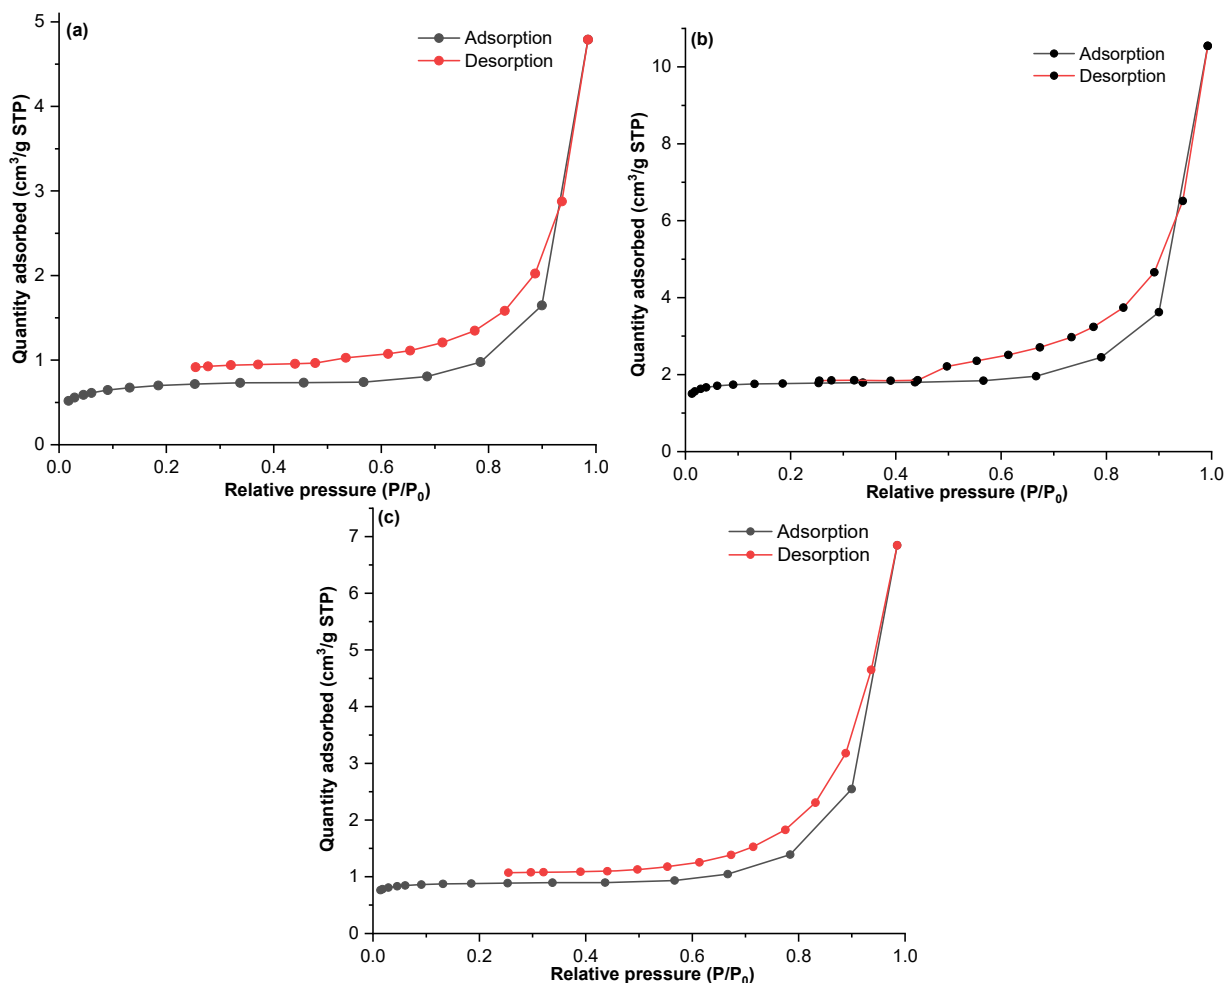 (a)
Adsorption
Desorption
Quantity adsorbed (cm³/g STP)
5
4
3
2
1
0
0.0 0.2 0.4 0.6 0.8 1.0
Relative pressure (P/P₀)
(b)
Adsorption
Desorption
Quantity adsorbed (cm³/g STP)
10
8
6
4
2
0
0.0 0.2 0.4 0.6 0.8 1.0
Relative pressure (P/P₀)
(c)
Adsorption
Desorption
Quantity adsorbed (cm³/g STP)
7
6
5
4
3
2
1
0
0.0 0.2 0.4 0.6 0.8 1.0
Relative pressure (P/P₀)